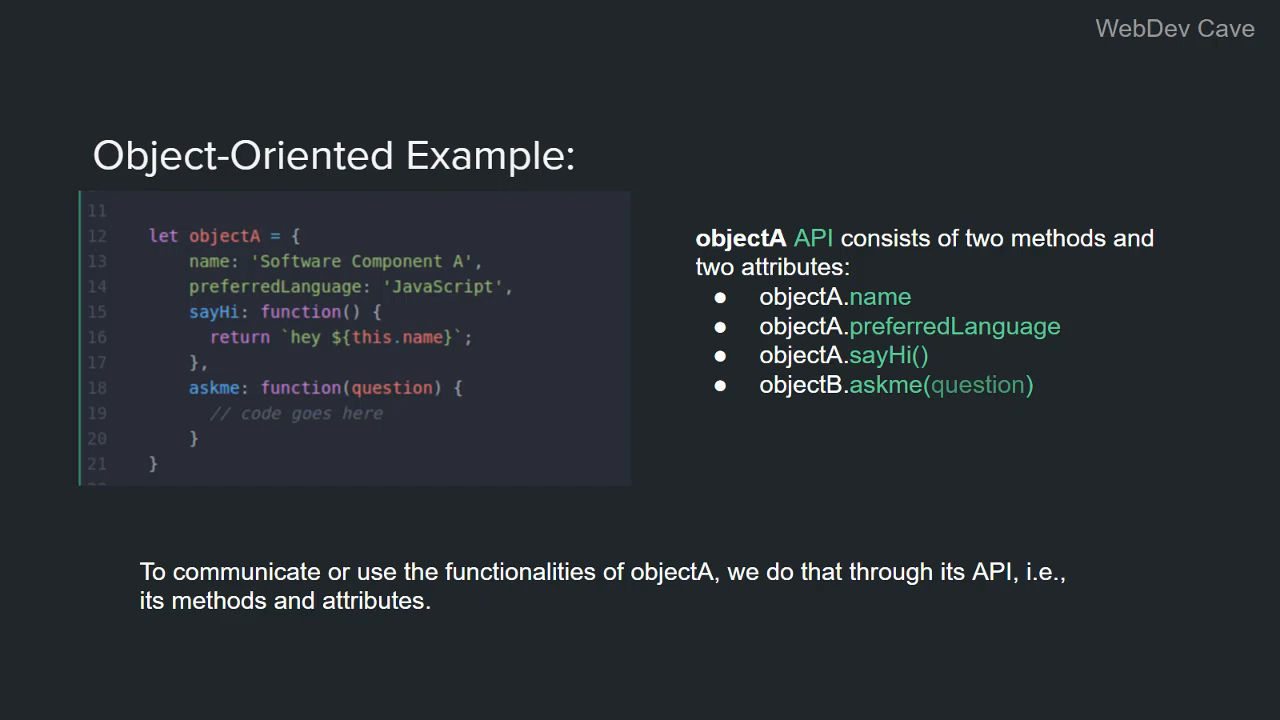 WebDev Cave
Object-Oriented Example:
11
12 let objectA = {
13 name: 'Software Component A',
14 preferredLanguage: 'JavaScript',
15 sayHi: function() {
16 return `hey ${this.name}`;
17 },
18 askme: function(question) {
19 // code goes here
20 }
21 }
objectA API consists of two methods and
two attributes:
● objectA.name
● objectA.preferredLanguage
● objectA.sayHi()
● objectB.askme(question)
To communicate or use the functionalities of objectA, we do that through its API, i.e.,
its methods and attributes.